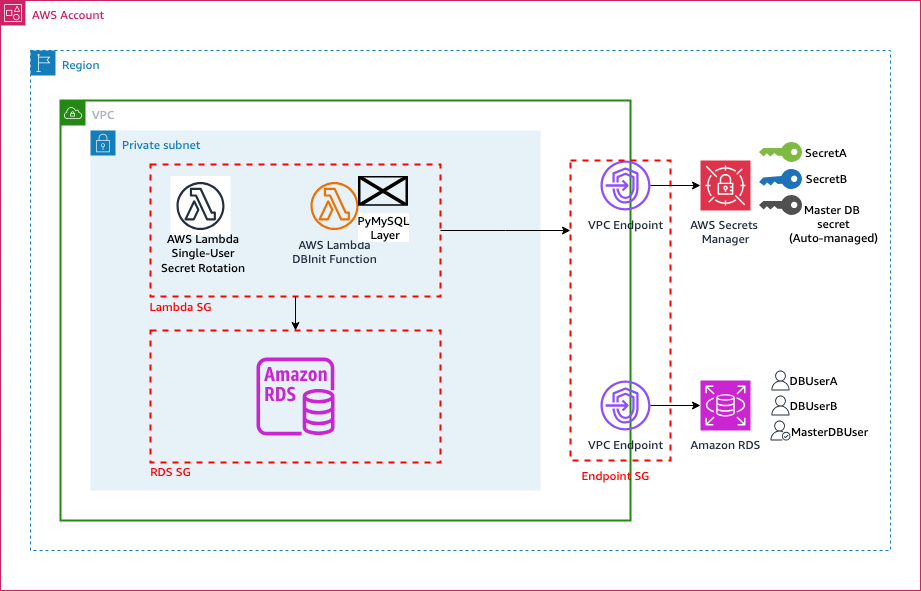 AWS Account
Region
VPC
Private subnet
AWS Lambda
Single-User
Secret Rotation
AWS Lambda
DBInit Function
PyMySQL
Layer
Lambda SG
Amazon
RDS
RDS SG
VPC Endpoint
AWS Secrets
Manager
SecretA
SecretB
Master DB
secret
(Auto-managed)
VPC Endpoint
Endpoint SG
Amazon RDS
DBUserA
DBUserB
MasterDBUser